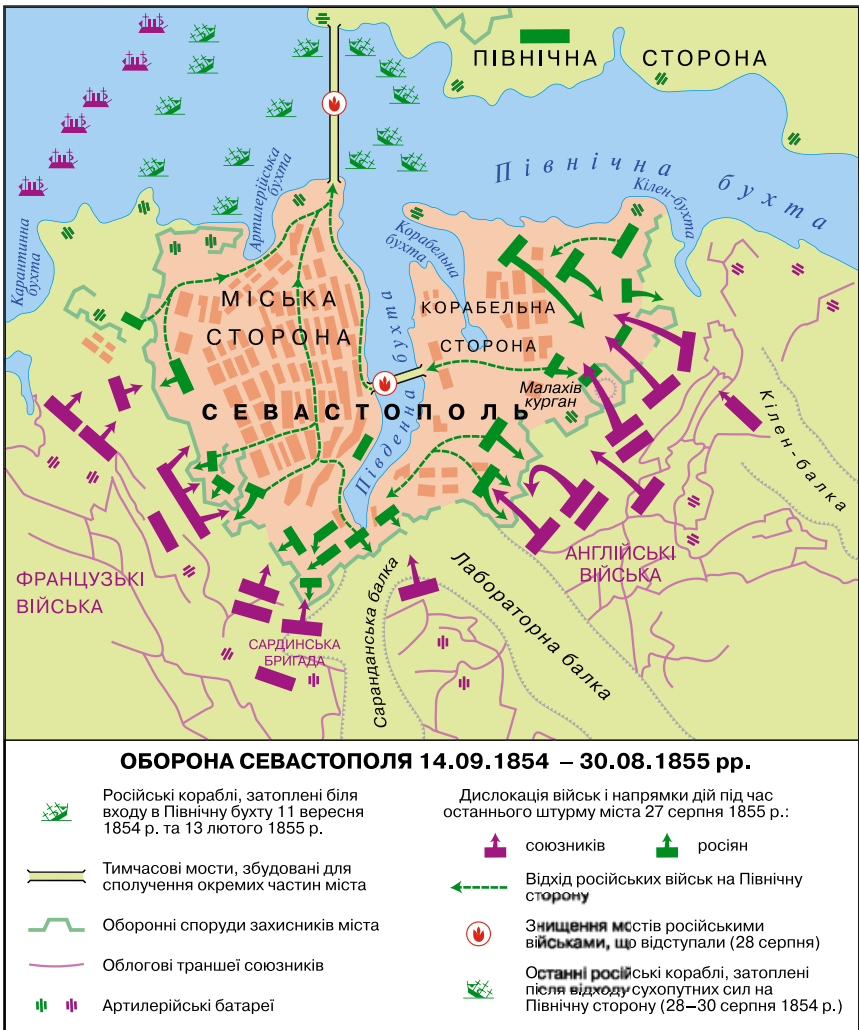 ПІВНІЧНА СТОРОНА
Північна бухта
Кілен-бухта
Артилерійська
бухта
Карантинна
бухта
Корабельна
бухта
МІСЬКА
СТОРОНА
КОРАБЕЛЬНА
СТОРОНА
Малахів
курган
СЕВАСТОПОЛЬ
Південна бухта
Кілен-балка
ФРАНЦУЗЬКІ
ВІЙСЬКА
АНГЛІЙСЬКІ
ВІЙСЬКА
САРДИНСЬКА
БРИГАДА
Саранданська балка
Лабораторна балка
ОБОРОНА СЕВАСТОПОЛЯ 14.09.1854 – 30.08.1855 рр.
Російські кораблі, затоплені біля
входу в Північну бухту 11 вересня
1854 р. та 13 лютого 1855 р.
Тимчасові мости, збудовані для
сполучення окремих частин міста
Оборонні споруди захисників міста
Облогові траншеї союзників
Артилерійські батареї
Дислокація військ і напрямки дій під час
останнього штурму міста 27 серпня 1855 р.:
союзників
росіян
Відхід російських військ на Північну
сторону
Знищення мостів російськими
військами, що відступали (28 серпня)
Останні російські кораблі, затоплені
після відходу сухопутних сил на
Північну сторону (28–30 серпня 1854 р.)